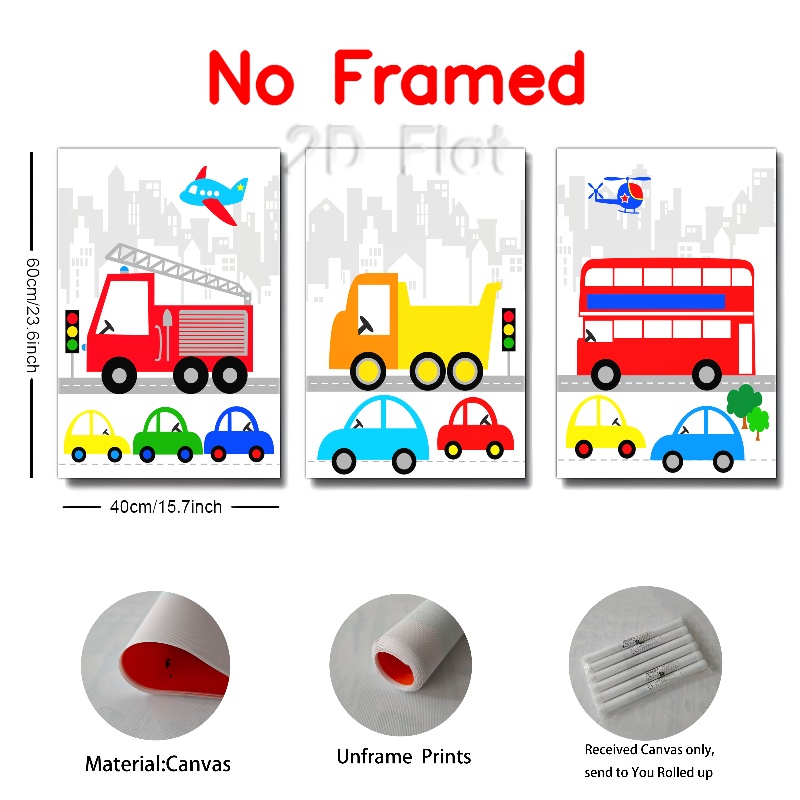 No Framed
2D Flat
60cm/23.6inch
40cm/15.7inch
Material:Canvas
Unframe Prints
Received Canvas only,
send to You Rolled up